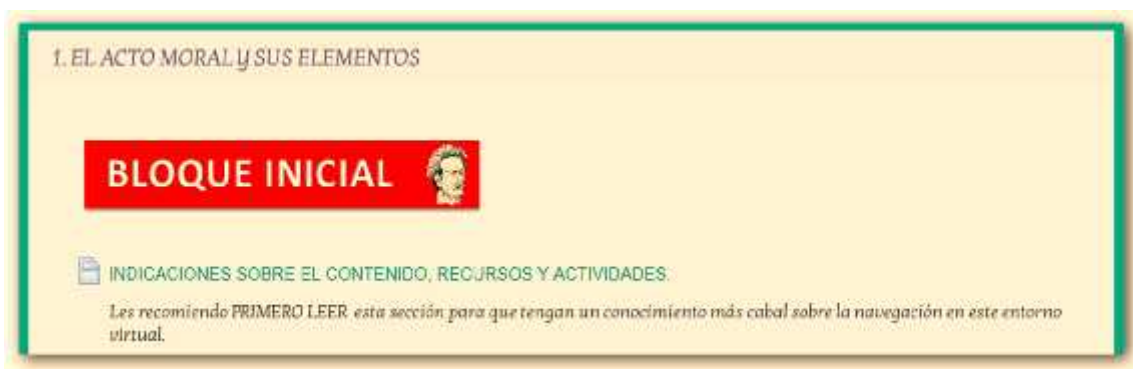 1. EL ACTO MORAL y SUS ELEMENTOS
BLOQUE INICIAL
INDICACIONES SOBRE EL CONTENIDO, RECURSOS Y ACTIVIDADES.
Les recomiendo PRIMERO LEER esta sección para que tengan un conocimiento más cabal sobre la navegación en este entorno
virtual.